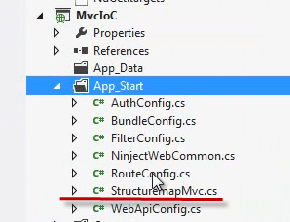 MvcIoC
Properties
References
App_Data
App_Start
AuthConfig.cs
BundleConfig.cs
FilterConfig.cs
NinjectWebCommon.cs
RouteConfig.cs
StructuremapMvc.cs
WebApiConfig.cs